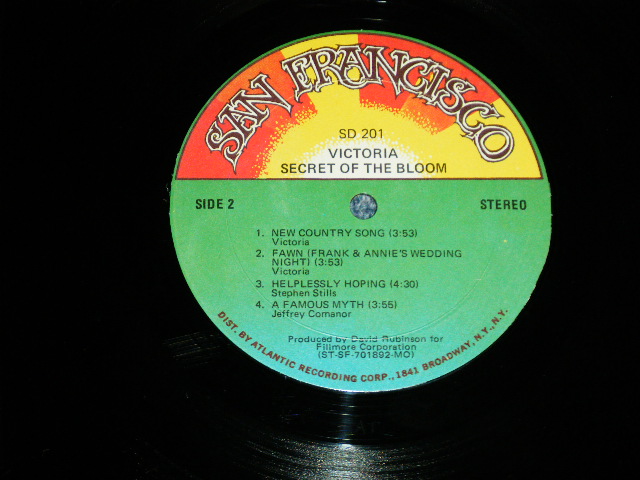 SAN FRANCISCO
SD 201
VICTORIA
SECRET OF THE BLOOM
SIDE 2
STEREO
1. NEW COUNTRY SONG (3:53)
Victoria
2. FAWN (FRANK & ANNIE'S WEDDING
NIGHT) (3:53)
Victoria
3. HELPLESSLY HOPING (4:30)
Stephen Stills
4. A FAMOUS MYTH (3:55)
Jeffrey Comanor
Produced by David Rubinson for
Fillmore Corporation
(ST-SF-701892-MO)
DIST. BY ATLANTIC RECORDING CORP., 1841 BROADWAY, N.Y., N.Y.